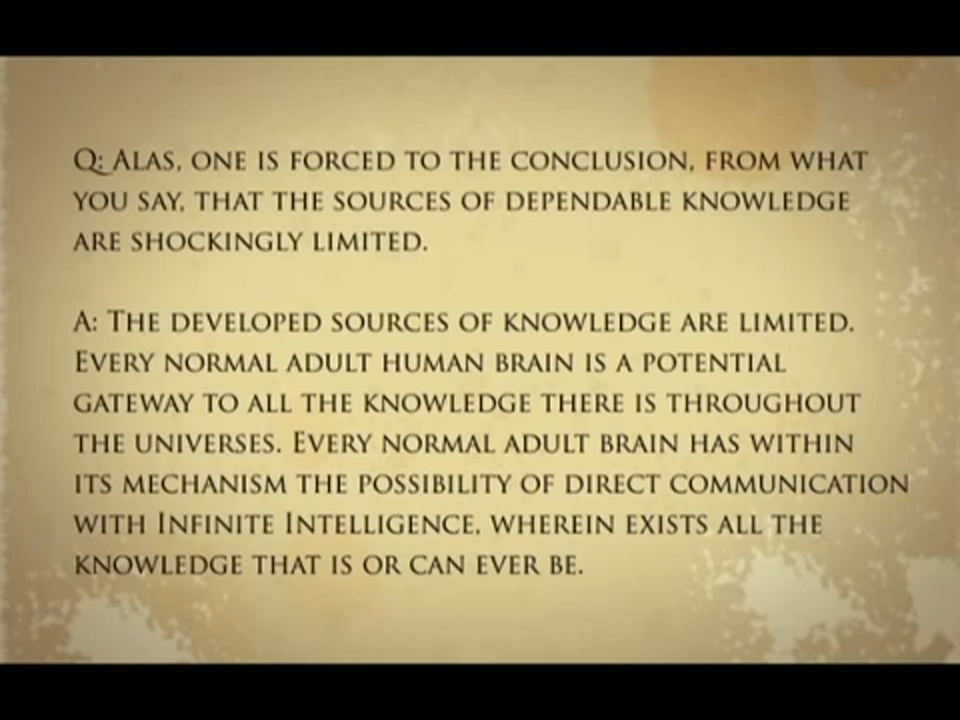 Q: Alas, one is forced to the conclusion, from what
you say, that the sources of dependable knowledge
are shockingly limited.
A: The developed sources of knowledge are limited.
Every normal adult human brain is a potential
gateway to all the knowledge there is throughout
the universes. Every normal adult brain has within
its mechanism the possibility of direct communication
with Infinite Intelligence, wherein exists all the
knowledge that is or can ever be.